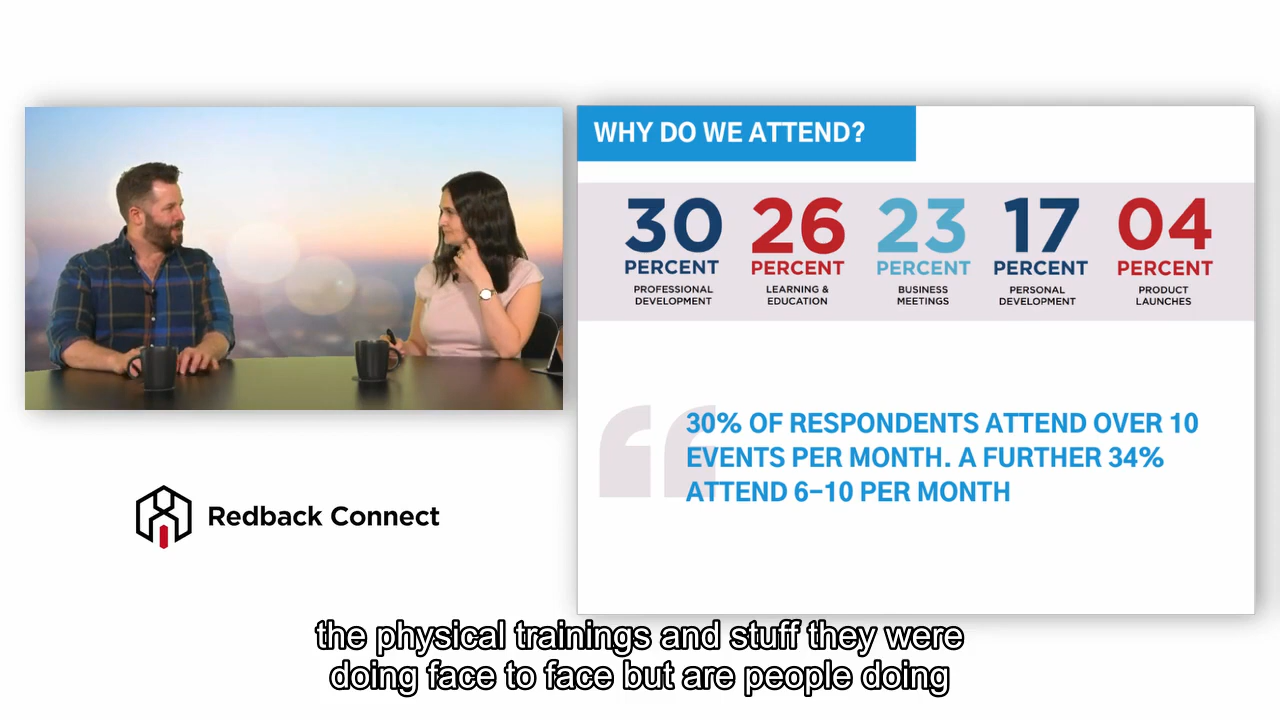 WHY DO WE ATTEND?
30 26 23 17 04
PERCENT PERCENT PERCENT PERCENT PERCENT
PROFESSIONAL LEARNING & BUSINESS PERSONAL PRODUCT
DEVELOPMENT EDUCATION MEETINGS DEVELOPMENT LAUNCHES
30% OF RESPONDENTS ATTEND OVER 10
EVENTS PER MONTH. A FURTHER 34%
ATTEND 6–10 PER MONTH
Redback Connect
the physical trainings and stuff they were
doing face to face but are people doing